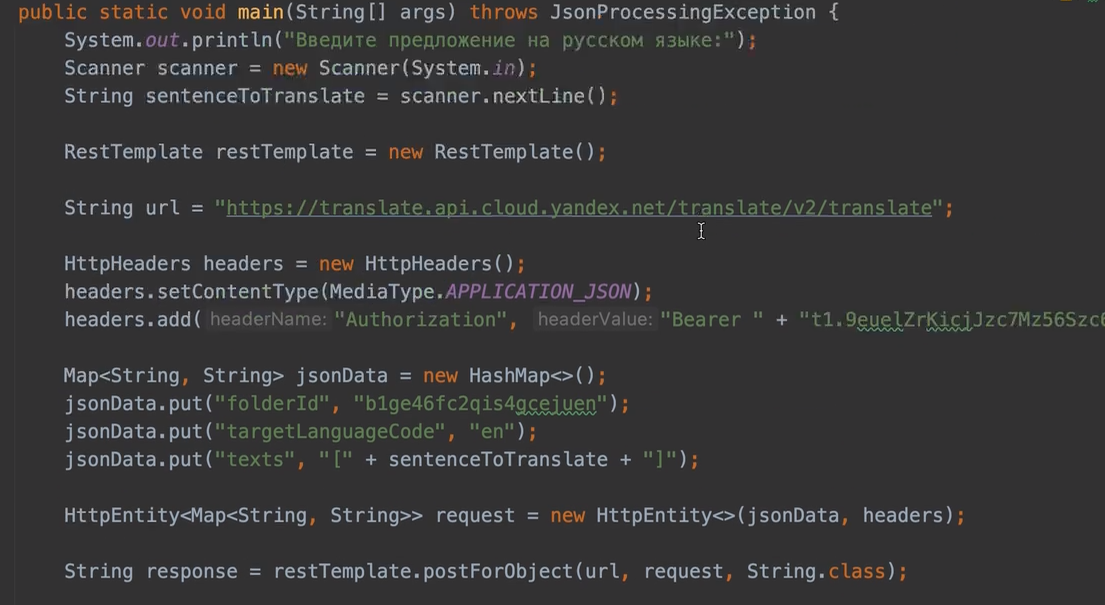 public static void main(String[] args) throws JsonProcessingException {
System.out.println("Введите предложение на русском языке:");
Scanner scanner = new Scanner(System.in);
String sentenceToTranslate = scanner.nextLine();
RestTemplate restTemplate = new RestTemplate();
String url = "https://translate.api.cloud.yandex.net/translate/v2/translate";
HttpHeaders headers = new HttpHeaders();
headers.setContentType(MediaType.APPLICATION_JSON);
headers.add( headerName: "Authorization", headerValue: "Bearer " + "t1.9euelZrKicjJzc7Mz56Szc6
Map<String, String> jsonData = new HashMap<>();
jsonData.put("folderId", "b1ge46fc2qis4gcejuen");
jsonData.put("targetLanguageCode", "en");
jsonData.put("texts", "[" + sentenceToTranslate + "]");
HttpEntity<Map<String, String>> request = new HttpEntity<>(jsonData, headers);
String response = restTemplate.postForObject(url, request, String.class);